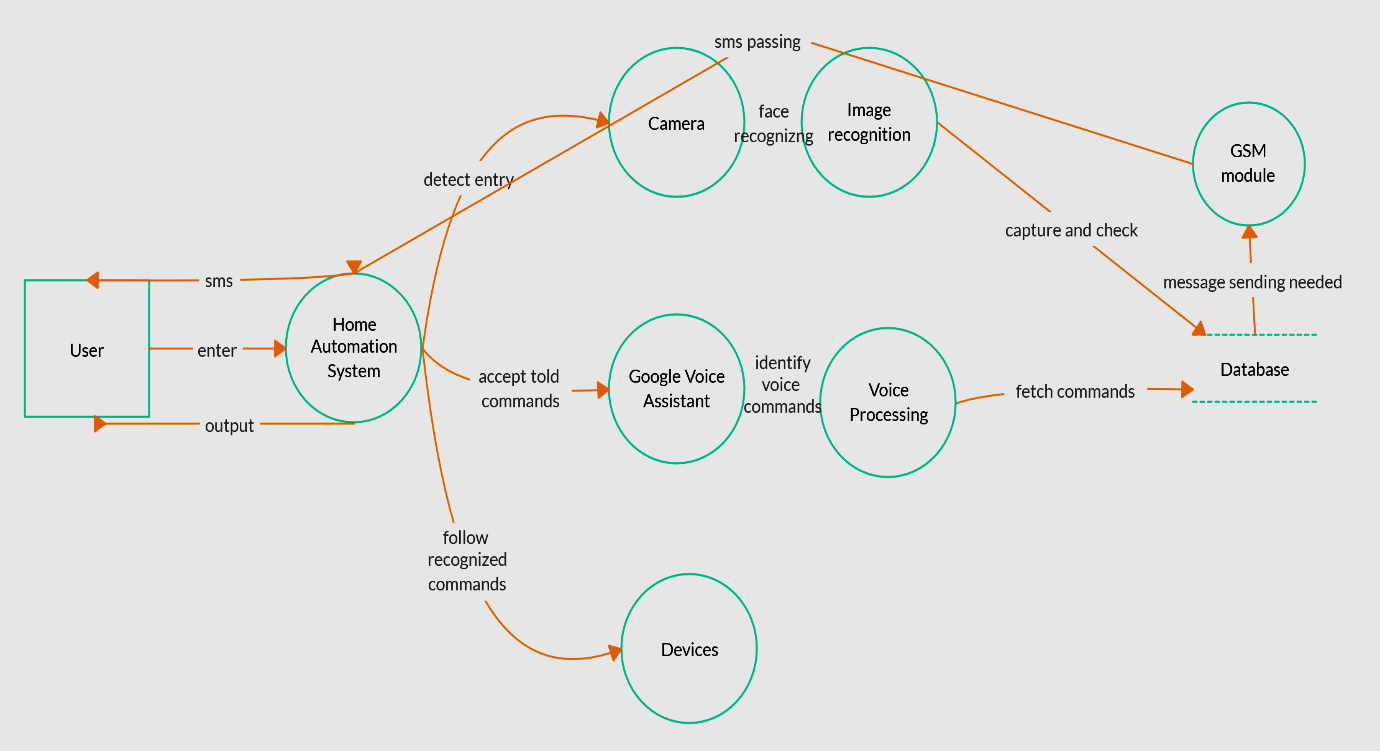 sms passing
Camera
face
recognizng
Image
recognition
GSM
module
detect entry
capture and check
message sending needed
sms
User
enter
Home
Automation
System
output
accept told
commands
Google Voice
Assistant
identify
voice
commands
Voice
Processing
fetch commands
Database
follow
recognized
commands
Devices